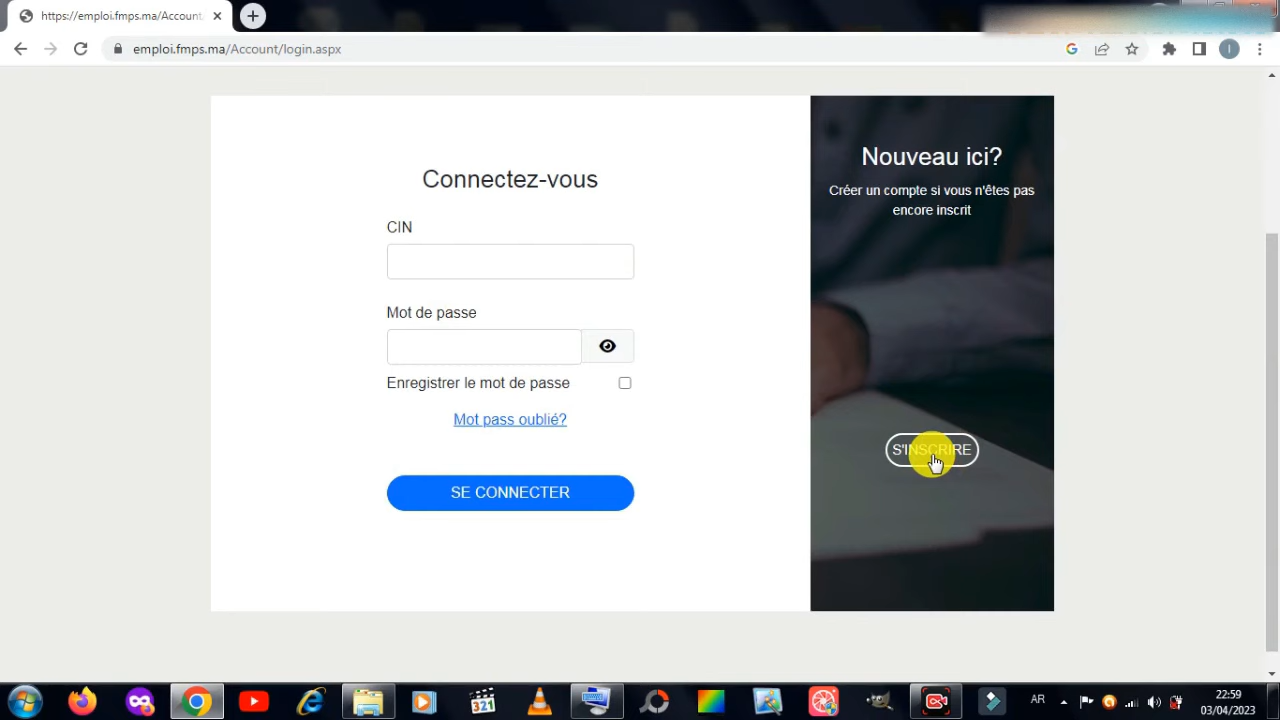 https://emploi.fmps.ma/Account.
emploi.fmps.ma/Account/login.aspx
Connectez-vous
CIN
Mot de passe
Enregistrer le mot de passe
Mot pass oublié?
SE CONNECTER
Nouveau ici?
Créer un compte si vous n'êtes pas
encore inscrit
S'INSCRIRE
321
AR
22:59
03/04/2023